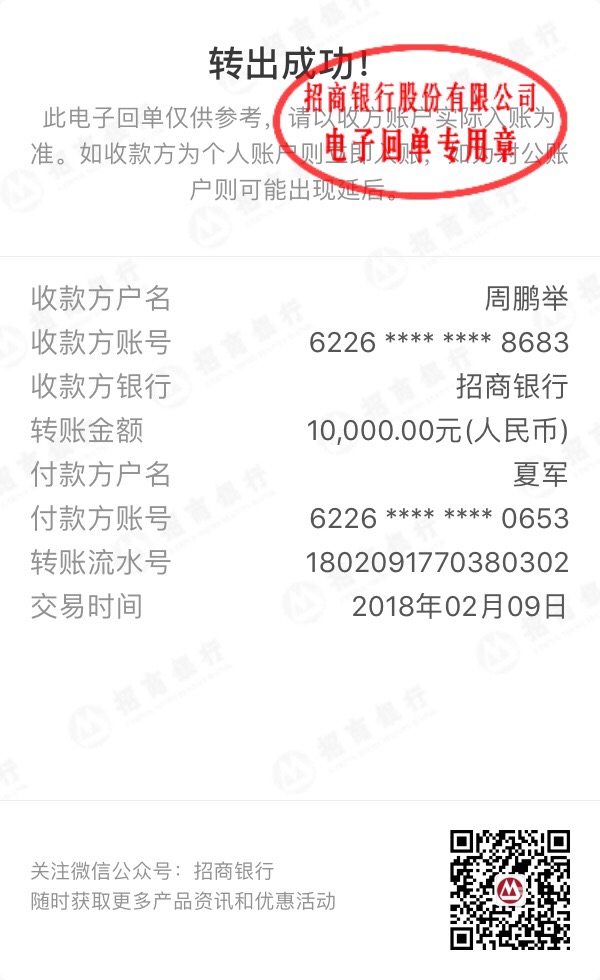 转出成功！
招商银行股份有限公司
电子回单专用章
此电子回单仅供参考，请以收方账户实际入账为
准。如收款方为个人账户则立即入账，如为对公账
户则可能出现延后。
收款方户名 周鹏举
收款方账号 6226 **** **** 8683
收款方银行 招商银行
转账金额 10,000.00元(人民币)
付款方户名 夏军
付款方账号 6226 **** **** 0653
转账流水号 1802091770380302
交易时间 2018年02月09日
关注微信公众号：招商银行
随时获取更多产品资讯和优惠活动
招商银行